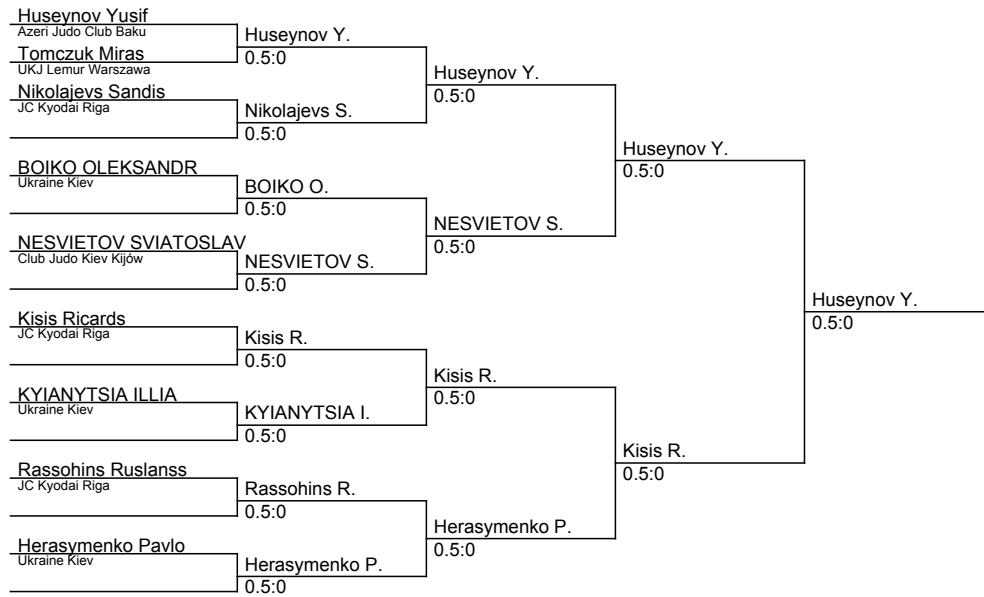 Huseynov Yusif
Azeri Judo Club Baku
Tomczuk Miras
UKJ Lemur Warszawa
Nikolajevs Sandis
JC Kyodai Riga
BOIKO OLEKSANDR
Ukraine Kiev
NESVIETOV SVIATOSLAV
Club Judo Kiev Kijów
Kisis Ricards
JC Kyodai Riga
KYIANYTSIA ILLIA
Ukraine Kiev
Rassohins Ruslanss
JC Kyodai Riga
Herasymenko Pavlo
Ukraine Kiev
Huseynov Y.
0.5:0
Nikolajevs S.
0.5:0
BOIKO O.
0.5:0
NESVIETOV S.
0.5:0
Kisis R.
0.5:0
KYIANYTSIA I.
0.5:0
Rassohins R.
0.5:0
Herasymenko P.
0.5:0
Huseynov Y.
0.5:0
NESVIETOV S.
0.5:0
Kisis R.
0.5:0
Herasymenko P.
0.5:0
Huseynov Y.
0.5:0
Kisis R.
0.5:0
Huseynov Y.
0.5:0